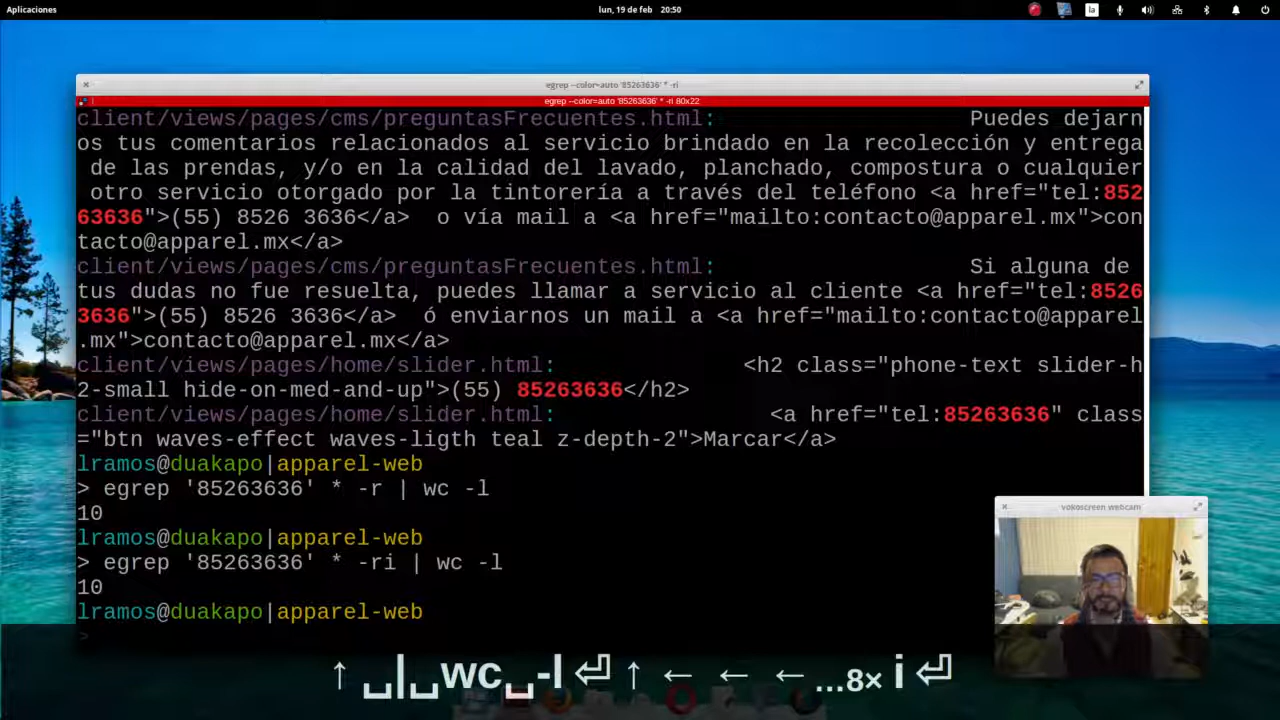 Aplicaciones
lun, 19 de feb 20:50
la
egrep --color=auto '85263636' * -ri
egrep --color=auto '85263636' * -ri 80x22
client/views/pages/cms/preguntasFrecuentes.html: Puedes dejarn
os tus comentarios relacionados al servicio brindado en la recolección y entrega
de las prendas, y/o en la calidad del lavado, planchado, compostura o cualquier
otro servicio otorgado por la tintorería a través del teléfono <a href="tel:852
63636">(55) 8526 3636</a> o vía mail a <a href="mailto:contacto@apparel.mx">con
tacto@apparel.mx</a>
client/views/pages/cms/preguntasFrecuentes.html: Si alguna de
tus dudas no fue resuelta, puedes llamar a servicio al cliente <a href="tel:8526
3636">(55) 8526 3636</a> ó enviarnos un mail a <a href="mailto:contacto@apparel
.mx">contacto@apparel.mx</a>
client/views/pages/home/slider.html: <h2 class="phone-text slider-h
2-small hide-on-med-and-up">(55) 85263636</h2>
client/views/pages/home/slider.html: <a href="tel:85263636" class
="btn waves-effect waves-ligth teal z-depth-2">Marcar</a>
lramos@duakapo|apparel-web
> egrep '85263636' * -r | wc -l
10
lramos@duakapo|apparel-web
> egrep '85263636' * -ri | wc -l
10
lramos@duakapo|apparel-web
>
vokoscreen webcam
↑ ␣|␣wc␣-l ⏎ ↑ ← ← ← ...8× i ⏎